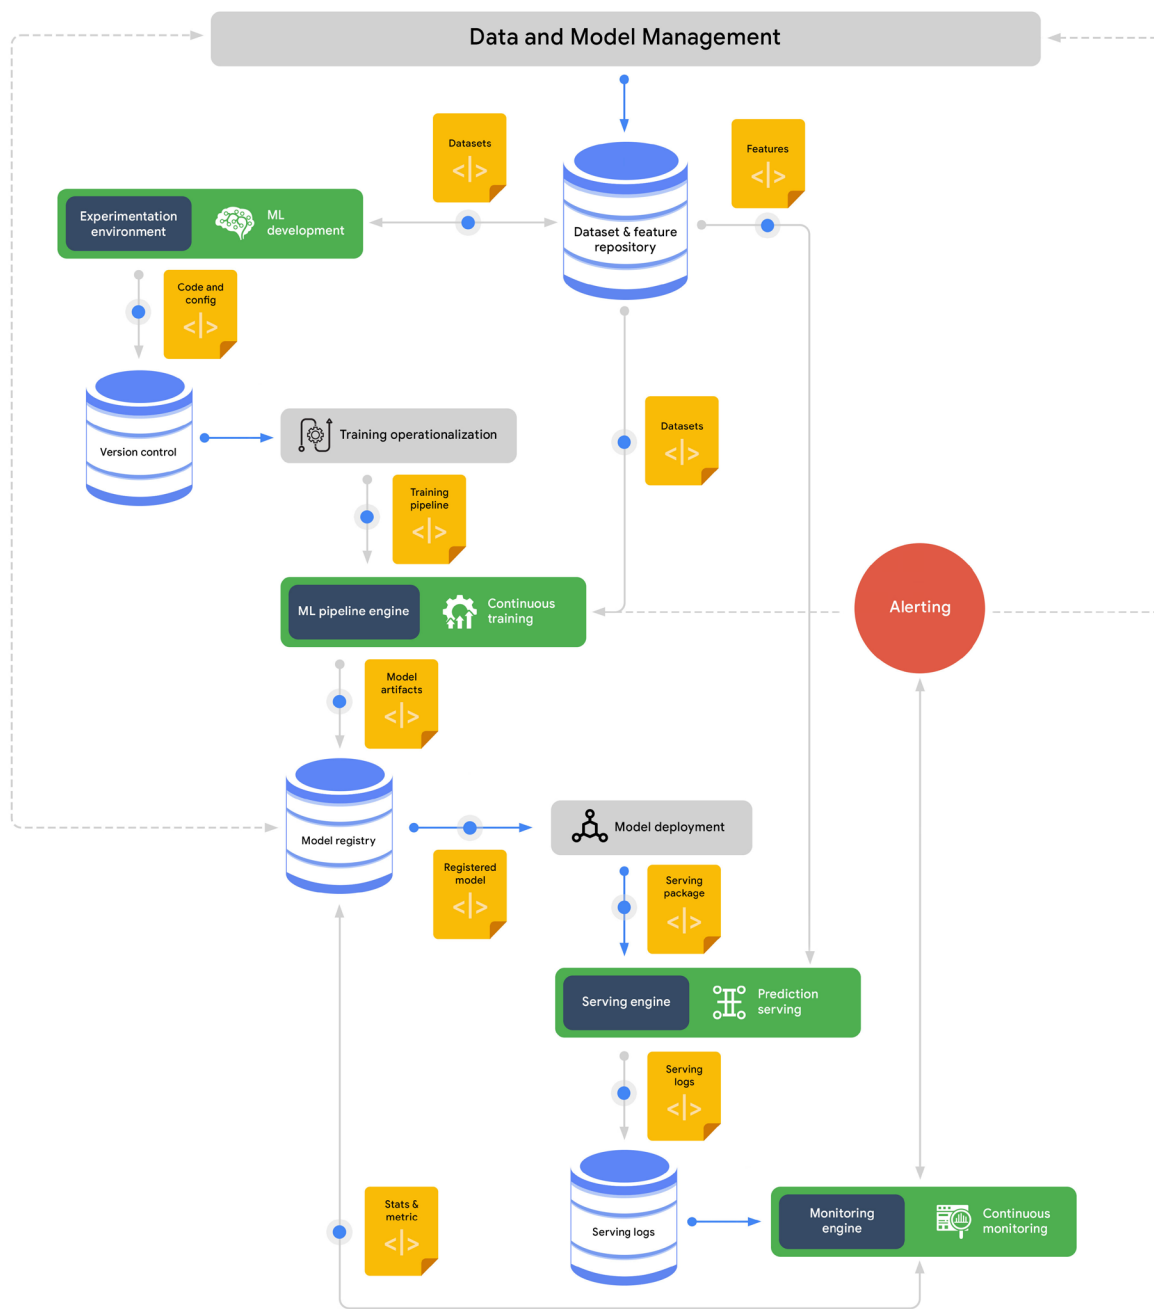 Data and Model Management
Datasets
</>
Features
</>
Experimentation
environment
ML
development
Dataset & feature
repository
Code and
config
</>
Version control
Training operationalization
Datasets
</>
Training
pipeline
</>
ML pipeline engine
Continuous
training
Alerting
Model
artifacts
</>
Model registry
Model deployment
Registered
model
</>
Serving
package
</>
Serving engine
Prediction
serving
Serving
logs
</>
Stats &
metric
</>
Serving logs
Monitoring
engine
Continuous
monitoring